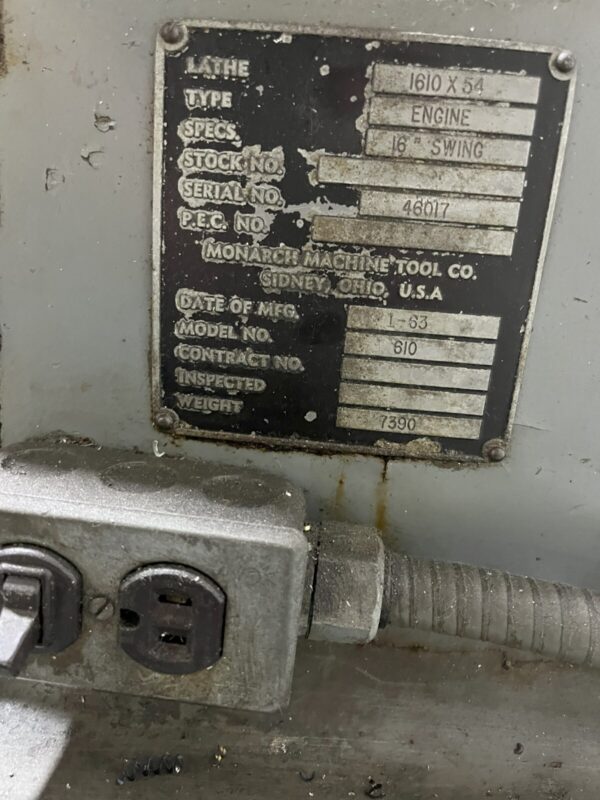 LATHE 1610 X 54
TYPE ENGINE
SPECS. 16" SWING
STOCK NO.
SERIAL NO. 46017
P.E.C. NO.
MONARCH MACHINE TOOL CO.
SIDNEY, OHIO, U.S.A
DATE OF MFG. 1-63
MODEL NO. 610
CONTRACT NO.
INSPECTED
WEIGHT 7390